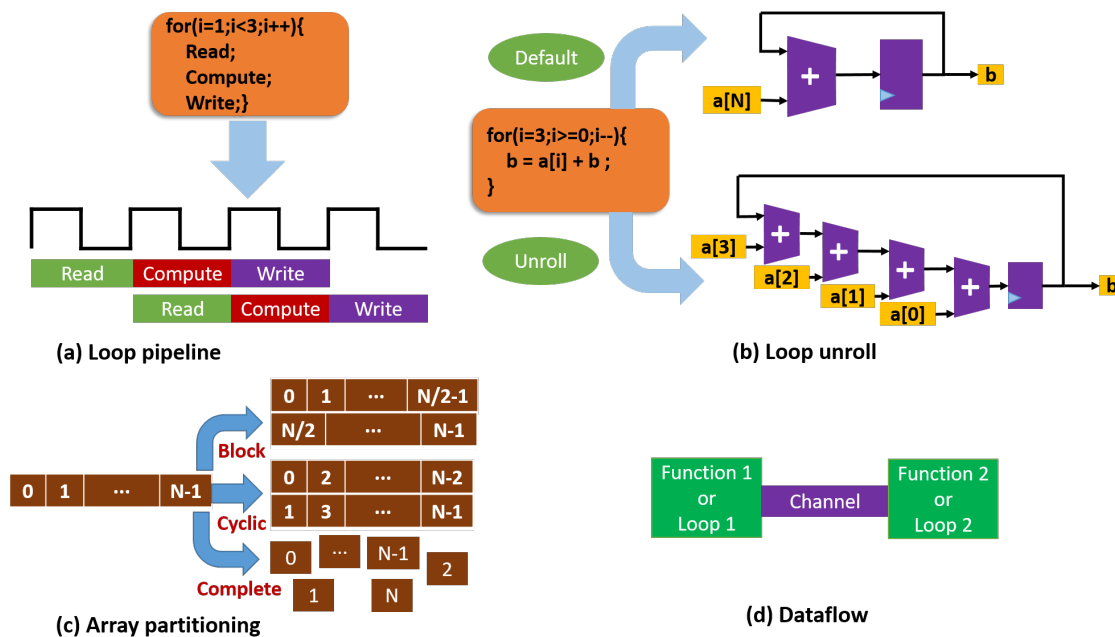 for(i=1;i<3;i++){
Read;
Compute;
Write;}
Read
Compute
Write
Read
Compute
Write
(a) Loop pipeline
Default
for(i=3;i>=0;i--){
b = a[i] + b ;
}
Unroll
+
a[N]
b
+
a[3]
+
a[2]
+
a[1]
+
a[0]
b
(b) Loop unroll
0 1 ... N-1
Block
0 1 ... N/2-1
N/2 ... N-1
Cyclic
0 2 ... N-2
1 3 ... N-1
Complete
0 ... N-1 2
1 N
(c) Array partitioning
Function 1
or
Loop 1
Channel
Function 2
or
Loop 2
(d) Dataflow